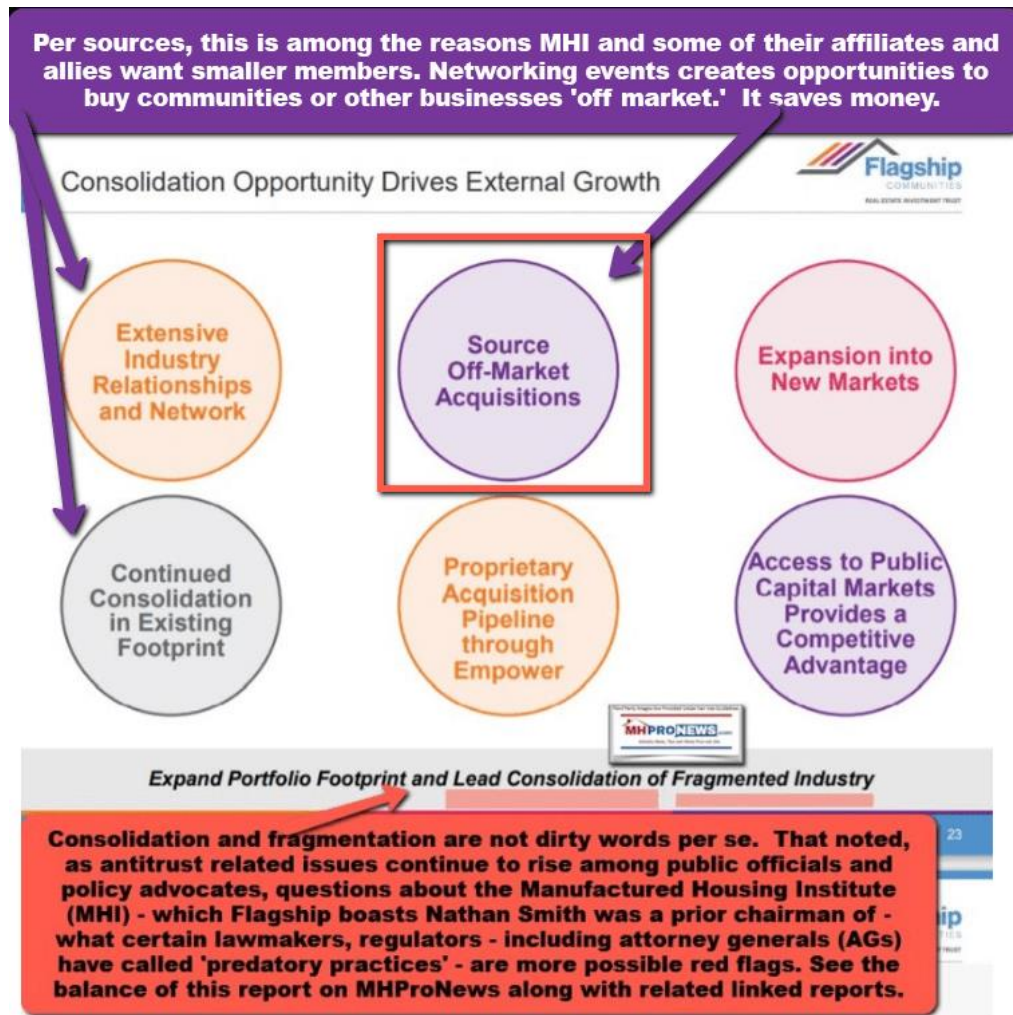 Per sources, this is among the reasons MHI and some of their affiliates and
allies want smaller members. Networking events creates opportunities to
buy communities or other businesses 'off market.' It saves money.
Consolidation Opportunity Drives External Growth
Flagship
COMMUNITIES
REAL ESTATE INVESTMENT TRUST
Extensive
Industry
Relationships
and Network
Source
Off-Market
Acquisitions
Expansion into
New Markets
Continued
Consolidation
in Existing
Footprint
Proprietary
Acquisition
Pipeline
through
Empower
Access to Public
Capital Markets
Provides a
Competitive
Advantage
MHPRONEWS.com
Expand Portfolio Footprint and Lead Consolidation of Fragmented Industry
23
Consolidation and fragmentation are not dirty words per se. That noted,
as antitrust related issues continue to rise among public officials and
policy advocates, questions about the Manufactured Housing Institute
(MHI) - which Flagship boasts Nathan Smith was a prior chairman of -
what certain lawmakers, regulators - including attorney generals (AGs)
have called 'predatory practices' - are more possible red flags. See the
balance of this report on MHProNews along with related linked reports.
ip